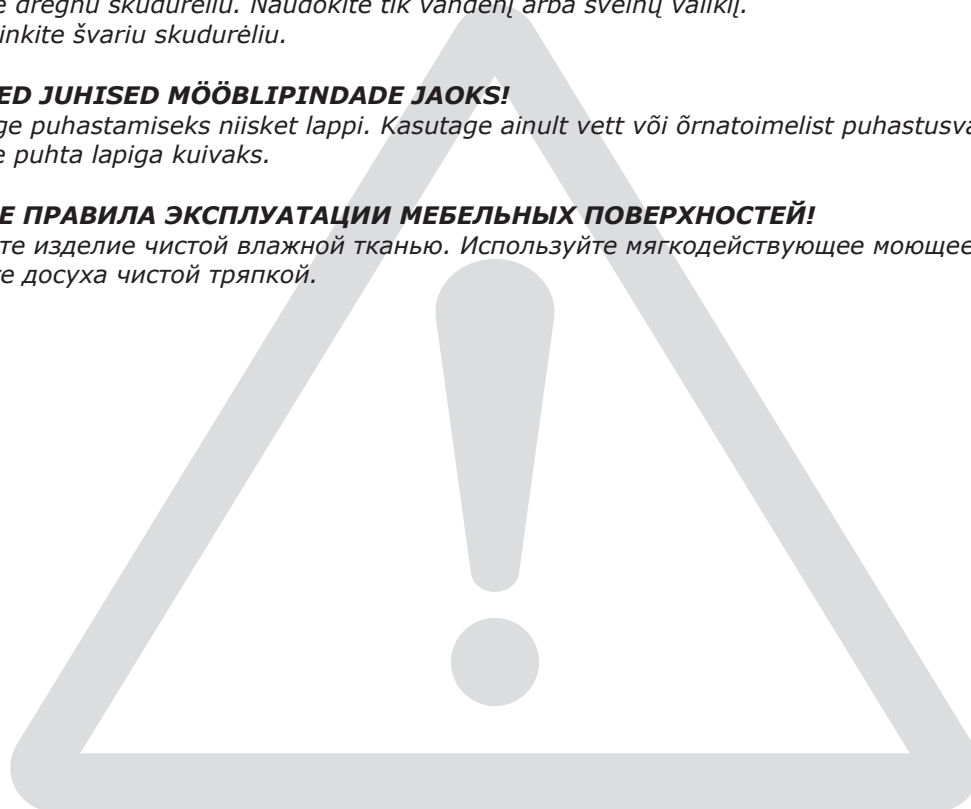 e drėgnu skudurėliu. Naudokite tik vandenį arba švelnų valiklį.
inkite švariu skudurėliu.
ED JUHISED MÖÖBLIPINDADE JAOKS!
ge puhastamiseks niisket lappi. Kasutage ainult vett või õrnatoimelist puhastusva
e puhta lapiga kuivaks.
Е ПРАВИЛА ЭКСПЛУАТАЦИИ МЕБЕЛЬНЫХ ПОВЕРХНОСТЕЙ!
те изделие чистой влажной тканью. Используйте мягкодействующее моющее
е досуха чистой тряпкой.